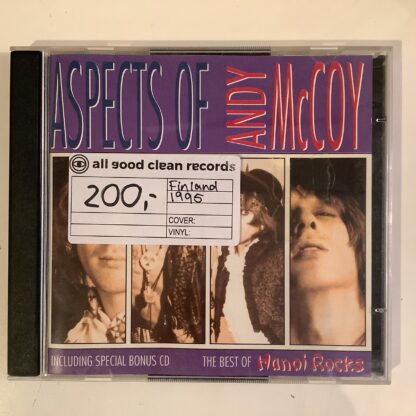 ASPECTS OF ANDY McCOY
all good clean records
200,-
Finland
1995
COVER:
VINYL:
INCLUDING SPECIAL BONUS CD
THE BEST OF Hanoi Rocks